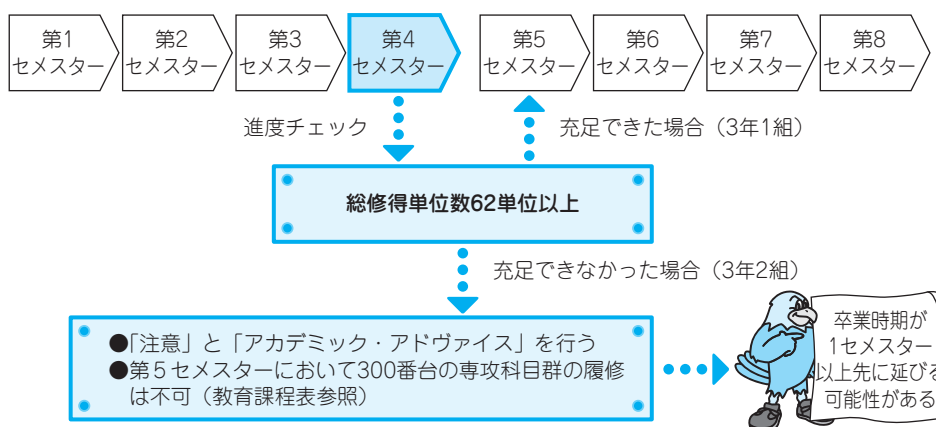 第1
セメスター
第2
セメスター
第3
セメスター
第4
セメスター
第5
セメスター
第6
セメスター
第7
セメスター
第8
セメスター
進度チェック
充足できた場合（3年1組）
総修得単位数62単位以上
充足できなかった場合（3年2組）
●「注意」と「アカデミック・アドヴァイス」を行う
●第5セメスターにおいて300番台の専攻科目群の履修
は不可（教育課程表参照）
卒業時期が
1セメスター
以上先に延びる
可能性がある